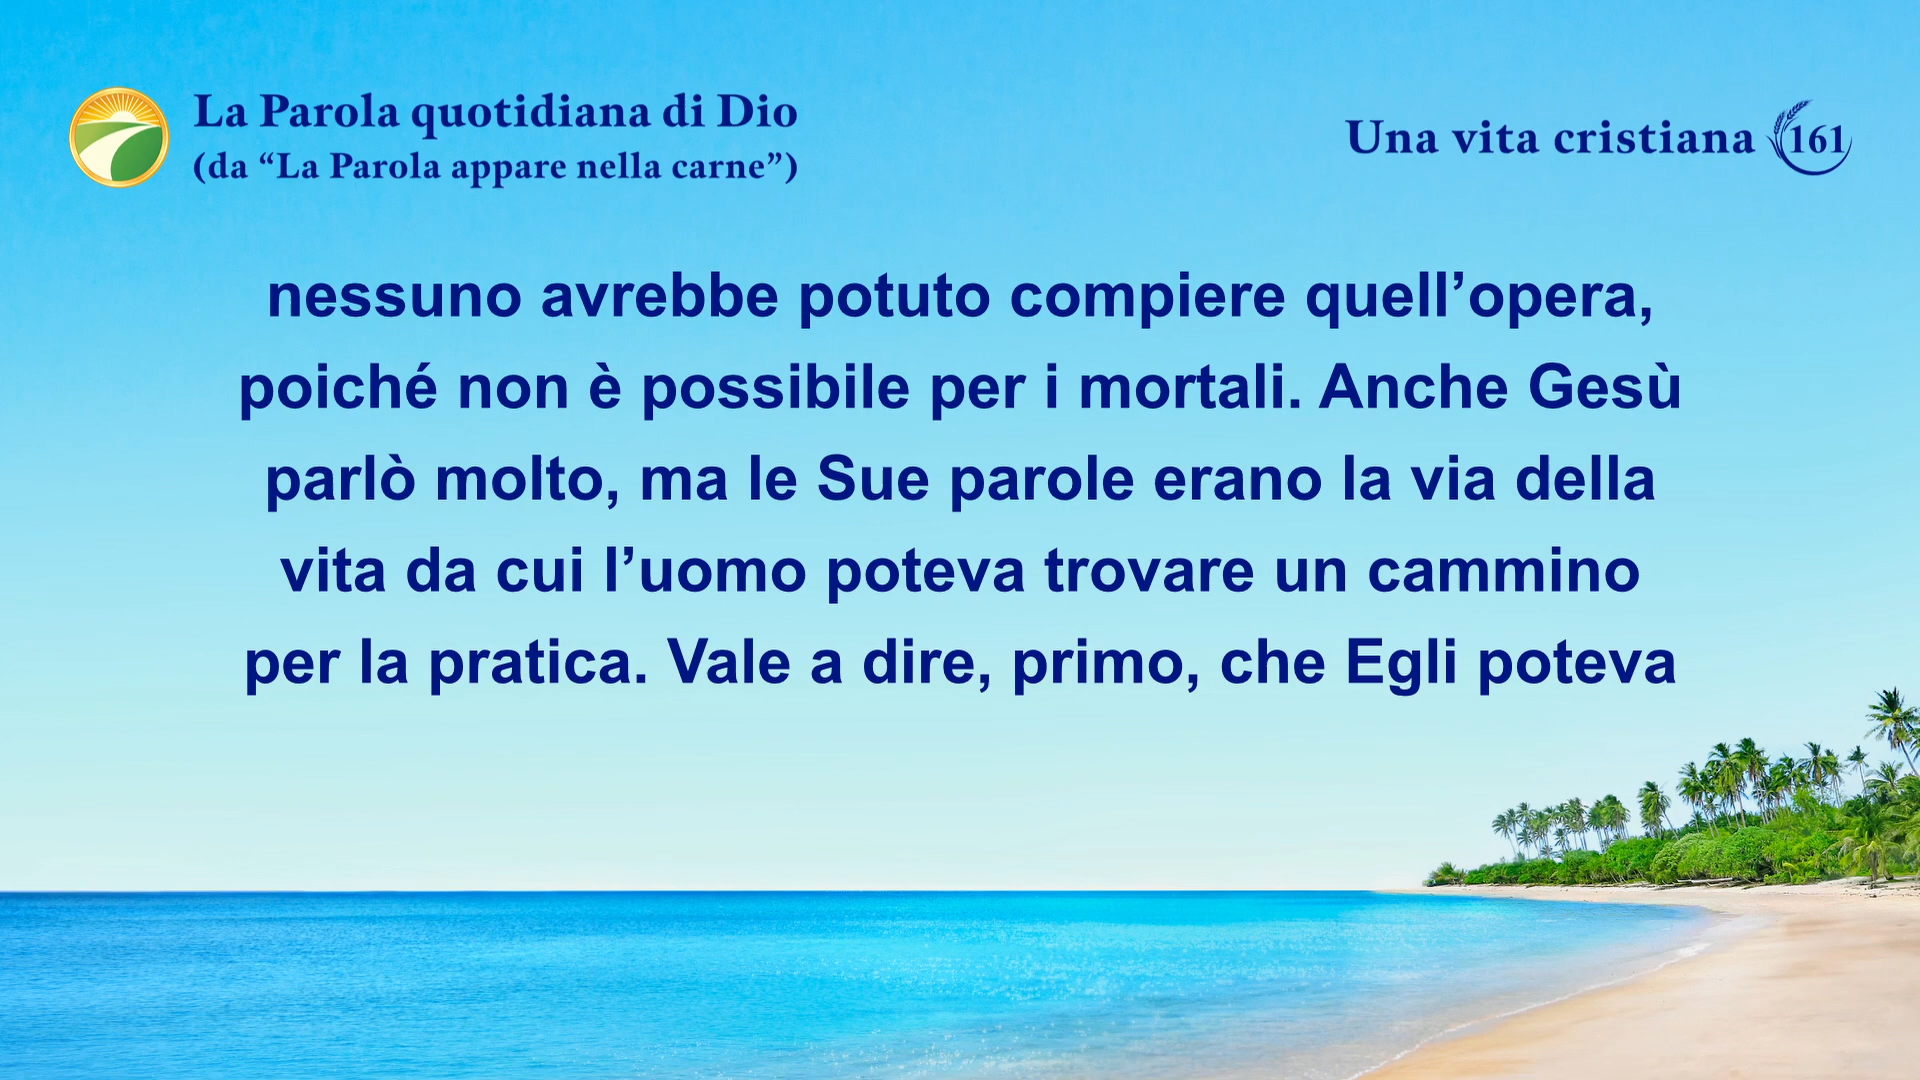 La Parola quotidiana di Dio
(da “La Parola appare nella carne”)
Una vita cristiana 161
nessuno avrebbe potuto compiere quell’opera,
poiché non è possibile per i mortali. Anche Gesù
parlò molto, ma le Sue parole erano la via della
vita da cui l’uomo poteva trovare un cammino
per la pratica. Vale a dire, primo, che Egli poteva